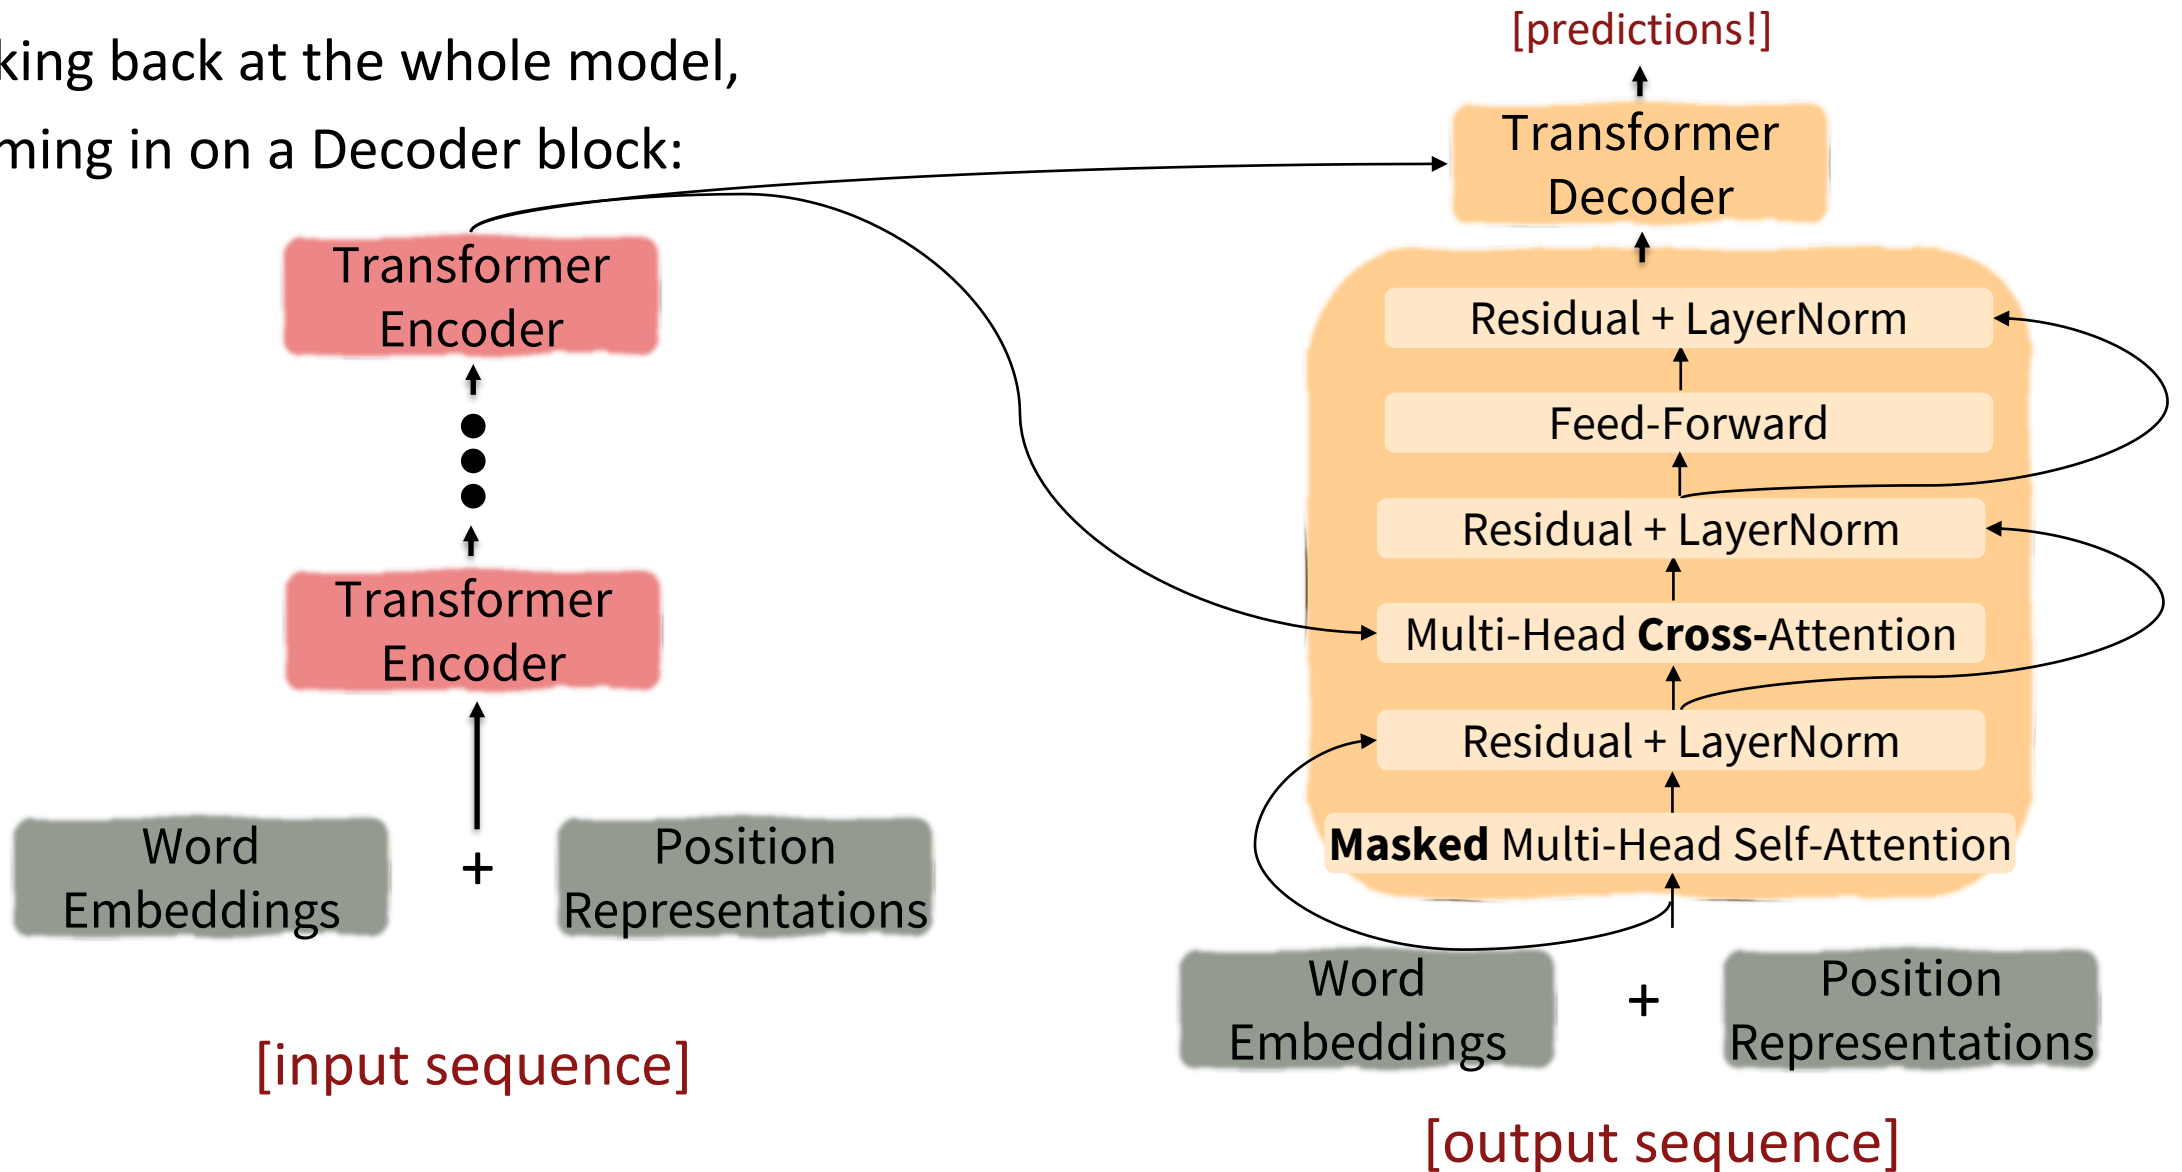 king back at the whole model,
ming in on a Decoder block:
[predictions!]
Transformer
Decoder
Transformer
Encoder
Residual + LayerNorm
Feed-Forward
Residual + LayerNorm
Transformer
Encoder
Multi-Head Cross-Attention
Residual + LayerNorm
Masked Multi-Head Self-Attention
Word
Embeddings
+
Position
Representations
Word
Embeddings
+
Position
Representations
[input sequence]
[output sequence]